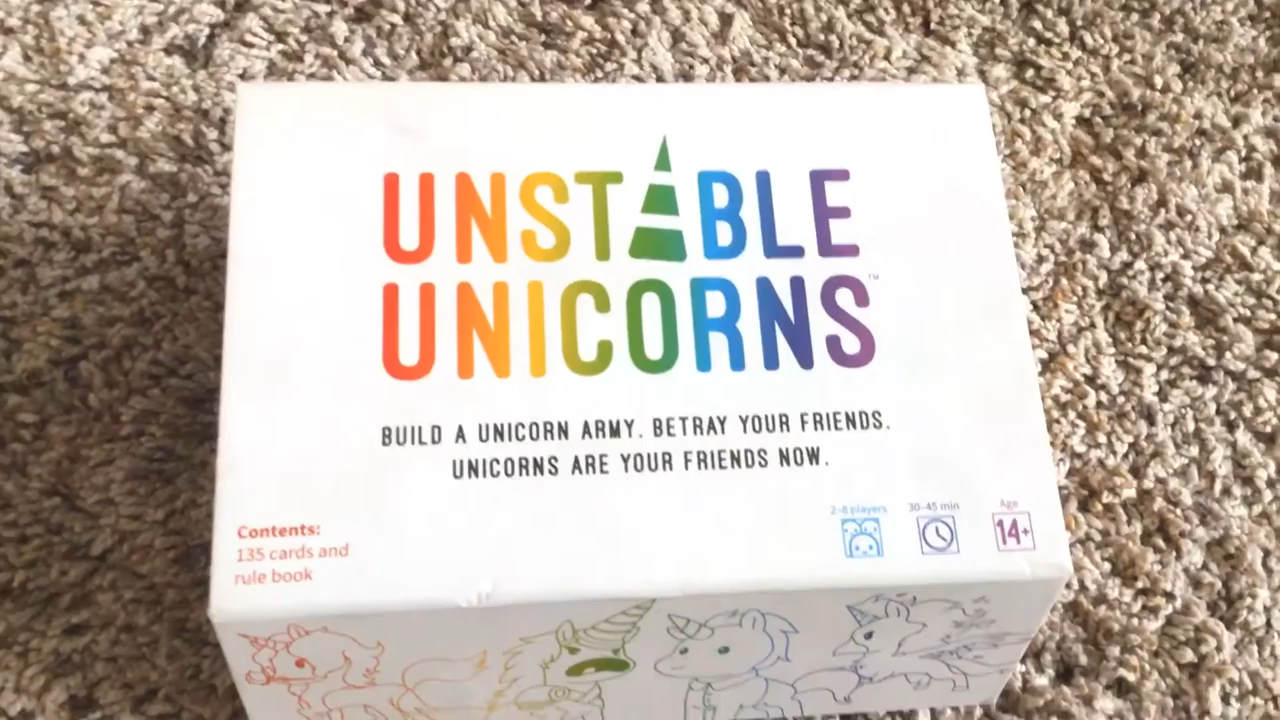 UNSTABLE
UNICORNS™
BUILD A UNICORN ARMY. BETRAY YOUR FRIENDS.
UNICORNS ARE YOUR FRIENDS NOW.
Contents:
135 cards and
rule book
2-8 players
30-45 min
Age
14+